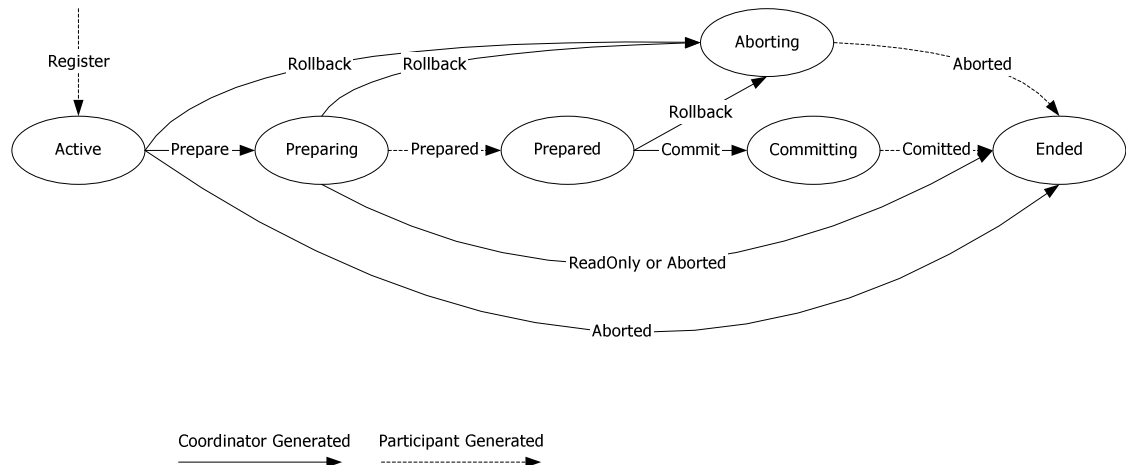 Register
Rollback
Rollback
Aborting
Aborted
Rollback
Active
Prepare
Preparing
Prepared
Prepared
Commit
Committing
Comitted
Ended
ReadOnly or Aborted
Aborted
Coordinator Generated
Participant Generated